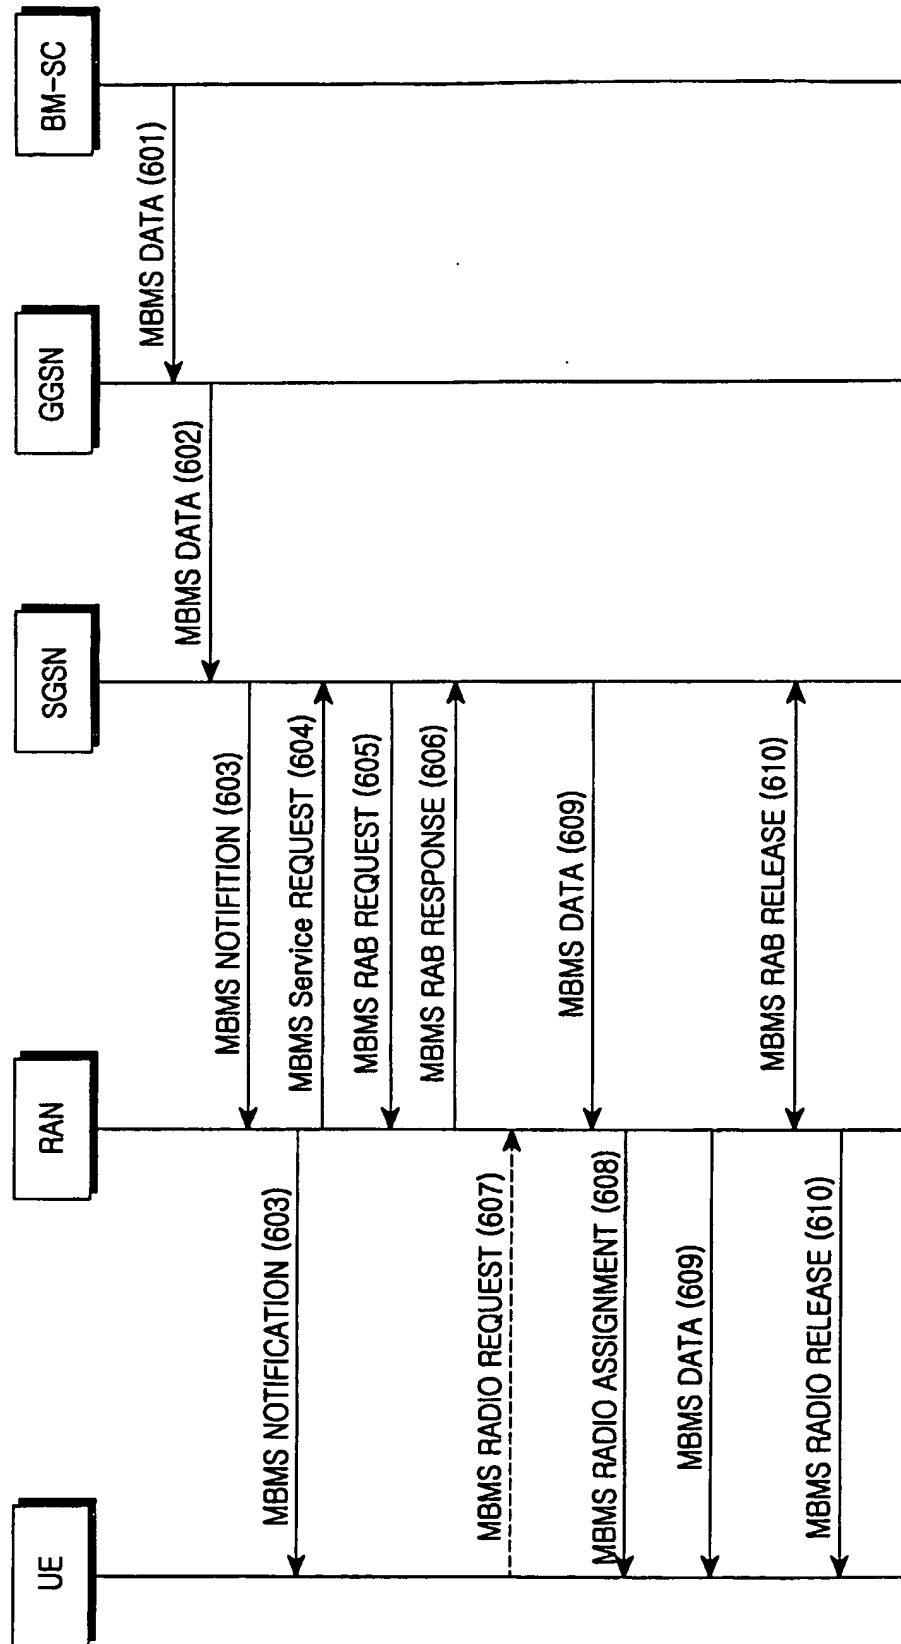 UE
RAN
SGSN
GGSN
BM-SC
MBMS DATA (601)
MBMS DATA (602)
MBMS NOTIFITION (603)
MBMS NOTIFICATION (603)
MBMS Service REQUEST (604)
MBMS RAB REQUEST (605)
MBMS RAB RESPONSE (606)
MBMS RADIO REQUEST (607)
MBMS DATA (609)
MBMS RADIO ASSIGNMENT (608)
MBMS DATA (609)
MBMS RAB RELEASE (610)
MBMS RADIO RELEASE (610)